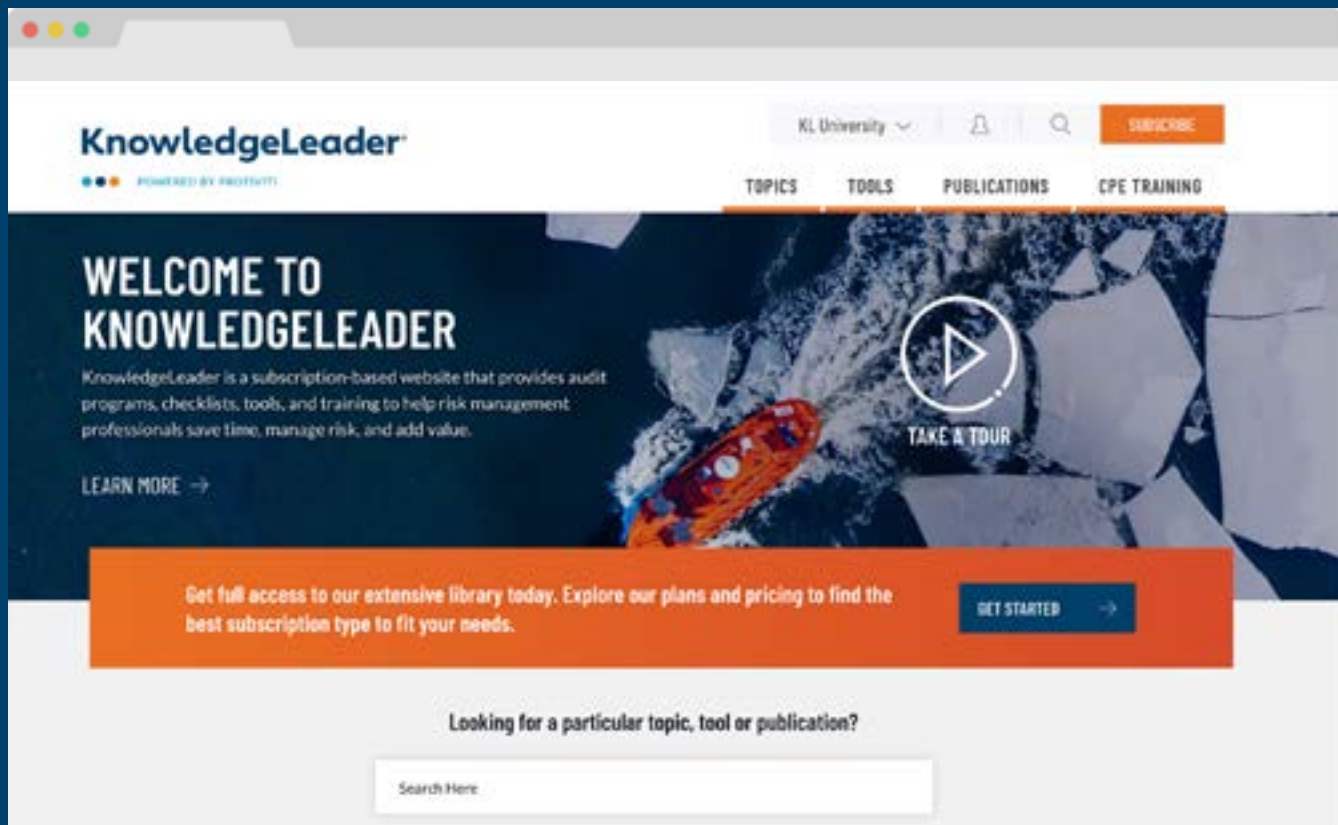 KnowledgeLeader
POWERED BY PROTIVITI
KL University
SUBSCRIBE
TOPICS
TOOLS
PUBLICATIONS
CPE TRAINING
WELCOME TO
KNOWLEDGELEADER
KnowledgeLeader is a subscription-based website that provides audit
programs, checklists, tools, and training to help risk management
professionals save time, manage risk, and add value.
LEARN MORE →
TAKE A TOUR
Get full access to our extensive library today. Explore our plans and pricing to find the
best subscription type to fit your needs.
GET STARTED →
Looking for a particular topic, tool or publication?
Search Here